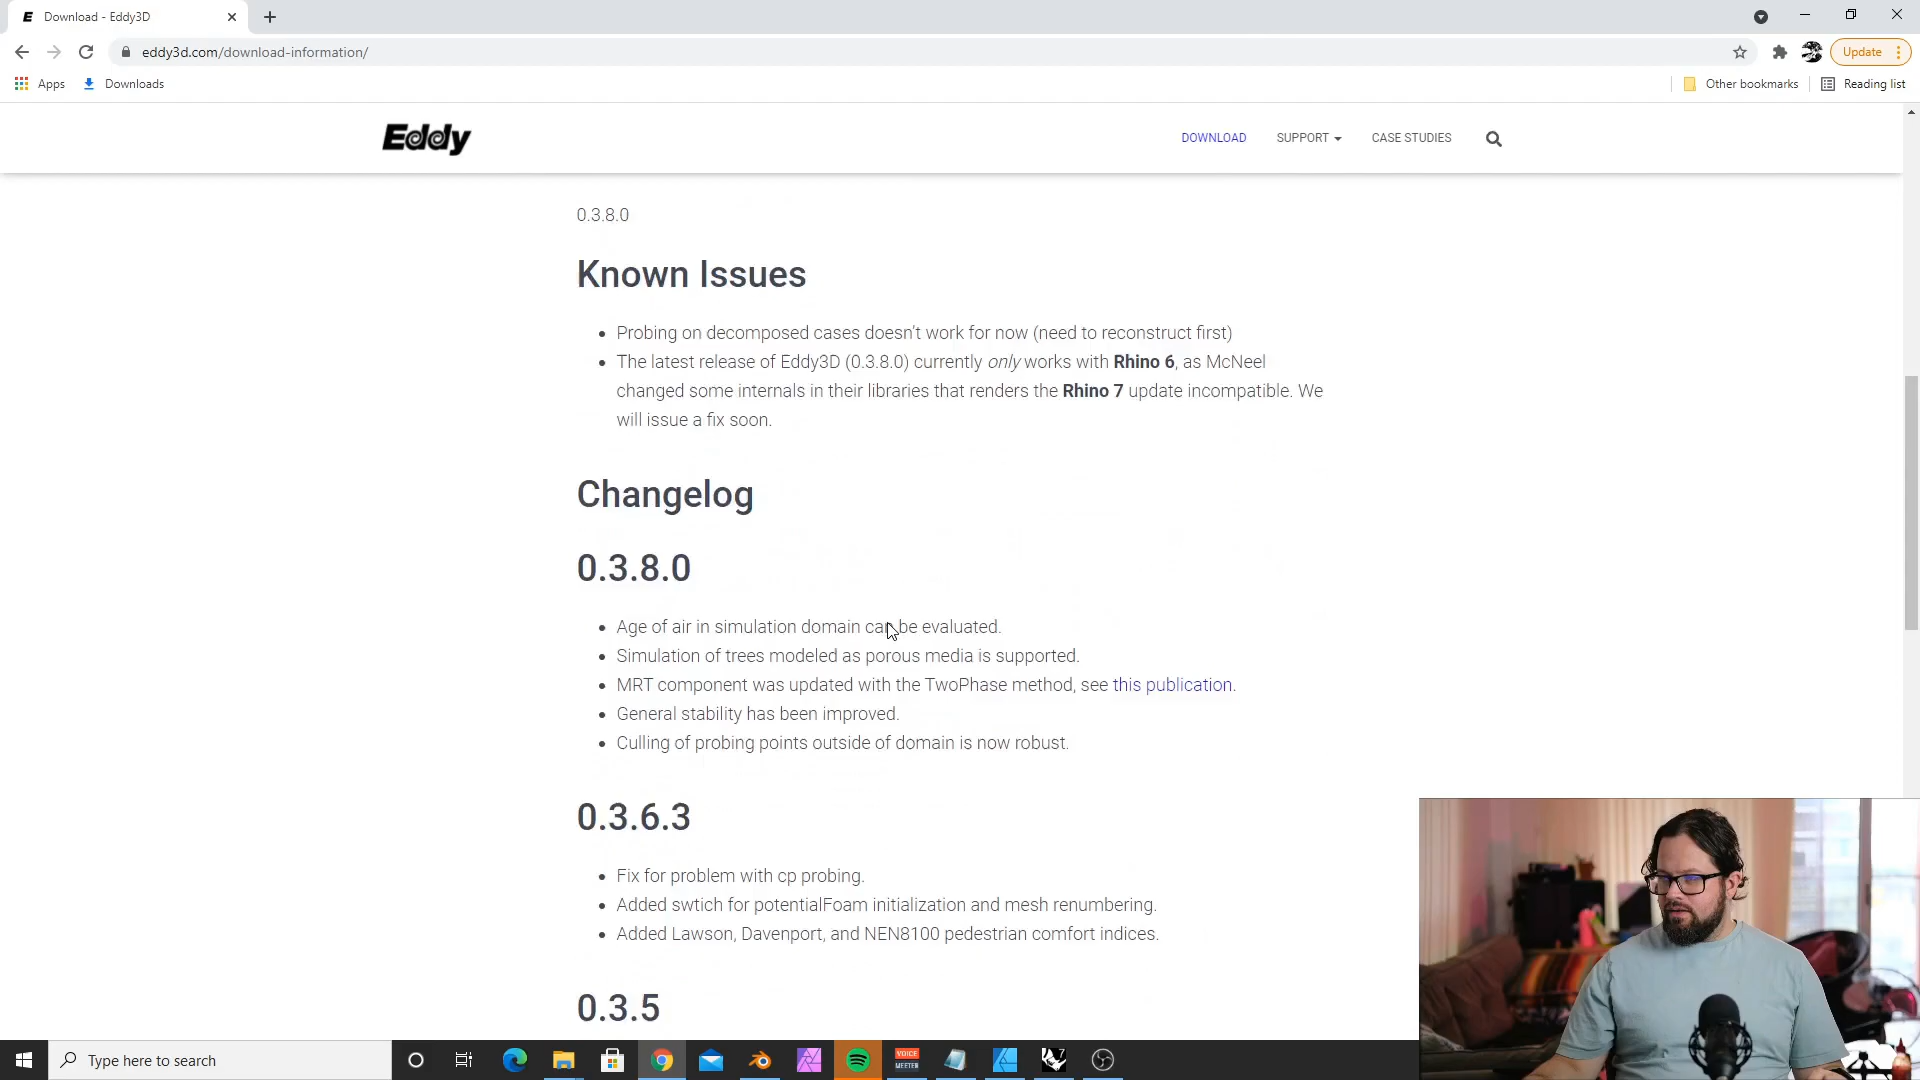 Download - Eddy3D
eddy3d.com/download-information/
Update
Apps
Downloads
Other bookmarks
Reading list
Eddy
DOWNLOAD
SUPPORT
CASE STUDIES
0.3.8.0
Known Issues
Probing on decomposed cases doesn't work for now (need to reconstruct first)
The latest release of Eddy3D (0.3.8.0) currently only works with Rhino 6, as McNeel
changed some internals in their libraries that renders the Rhino 7 update incompatible. We
will issue a fix soon.
Changelog
0.3.8.0
Age of air in simulation domain can be evaluated.
Simulation of trees modeled as porous media is supported.
MRT component was updated with the TwoPhase method, see this publication.
General stability has been improved.
Culling of probing points outside of domain is now robust.
0.3.6.3
Fix for problem with cp probing.
Added swtich for potentialFoam initialization and mesh renumbering.
Added Lawson, Davenport, and NEN8100 pedestrian comfort indices.
0.3.5
Type here to search
VOICE
MEETER
7